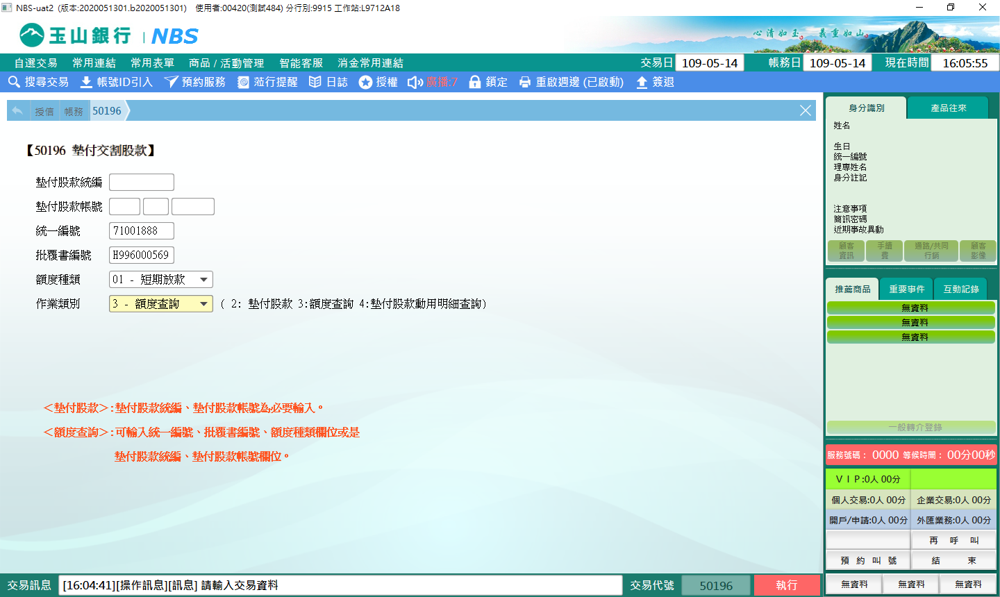 NBS-uat2 (版本:2020051301.b2020051301) 使用者:00420(測試484) 分行別:9915 工作站:L9712A18
玉山銀行 | NBS
心清如玉。 義重如山。
自選交易 常用連結 常用表單 商品 / 活動管理 智能客服 消金常用連結 交易日 109-05-14 帳務日 109-05-14 現在時間 16:05:55
搜尋交易 帳號ID引入 預約服務 蒞行提醒 日誌 授權 廣播:7 鎖定 重啟週邊 (已啟動) 簽退
授信 帳務 50196
【50196 墊付交割股款】
墊付股款統編
墊付股款帳號
統一編號 71001888
批覆書編號 H996000569
額度種類 01 - 短期放款
作業類別 3 - 額度查詢 ( 2: 墊付股款 3:額度查詢 4:墊付股款動用明細查詢)
<墊付股款>:墊付股款統編、墊付股款帳號為必要輸入。
<額度查詢>:可輸入統一編號、批覆書編號、額度種類欄位或是
墊付股款統編、墊付股款帳號欄位。
身分識別 產品往來
姓名
生日
統一編號
理專姓名
身分註記
注意事項
簡訊密碼
近期事故異動
顧客資訊 手續費 通路/共同行銷 顧客影像
推薦商品 重要事件 互動記錄
無資料
無資料
無資料
一般轉介登錄
服務號碼: 0000 等候時間: 00分00秒
VIP:0人 00分
個人交易:0人 00分 企業交易:0人 00分
開戶/申請:0人 00分 外匯業務:0人 00分
再 呼 叫
預 約 叫 號 結 束
無資料 無資料 無資料
交易訊息 [16:04:41][操作訊息][訊息] 請輸入交易資料 交易代號 50196 執行